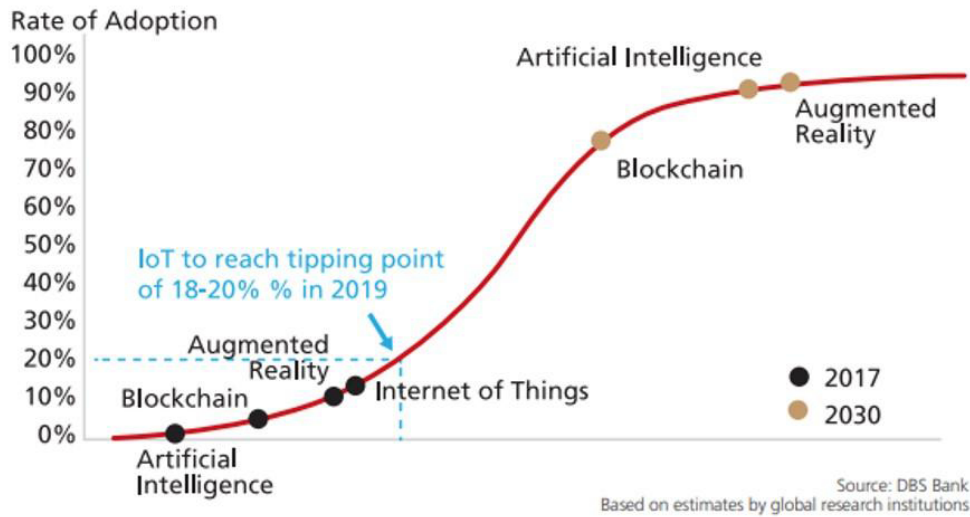 Rate of Adoption
100%
90%
80%
70%
60%
50%
40%
30%
20%
10%
0%
Artificial Intelligence
Augmented
Reality
Blockchain
IoT to reach tipping point
of 18-20% % in 2019
Augmented
Reality
Internet of Things
Blockchain
Artificial
Intelligence
2017
2030
Source: DBS Bank
Based on estimates by global research institutions